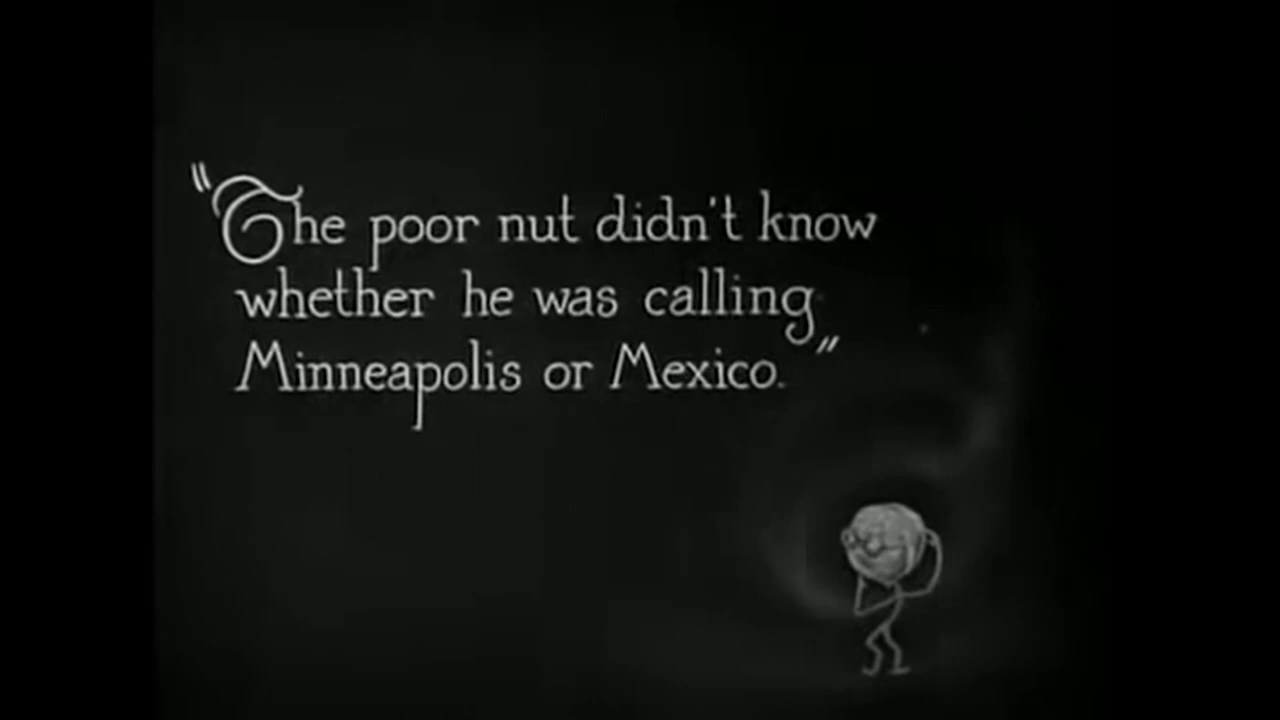 "The poor nut didn't know
whether he was calling
Minneapolis or Mexico."